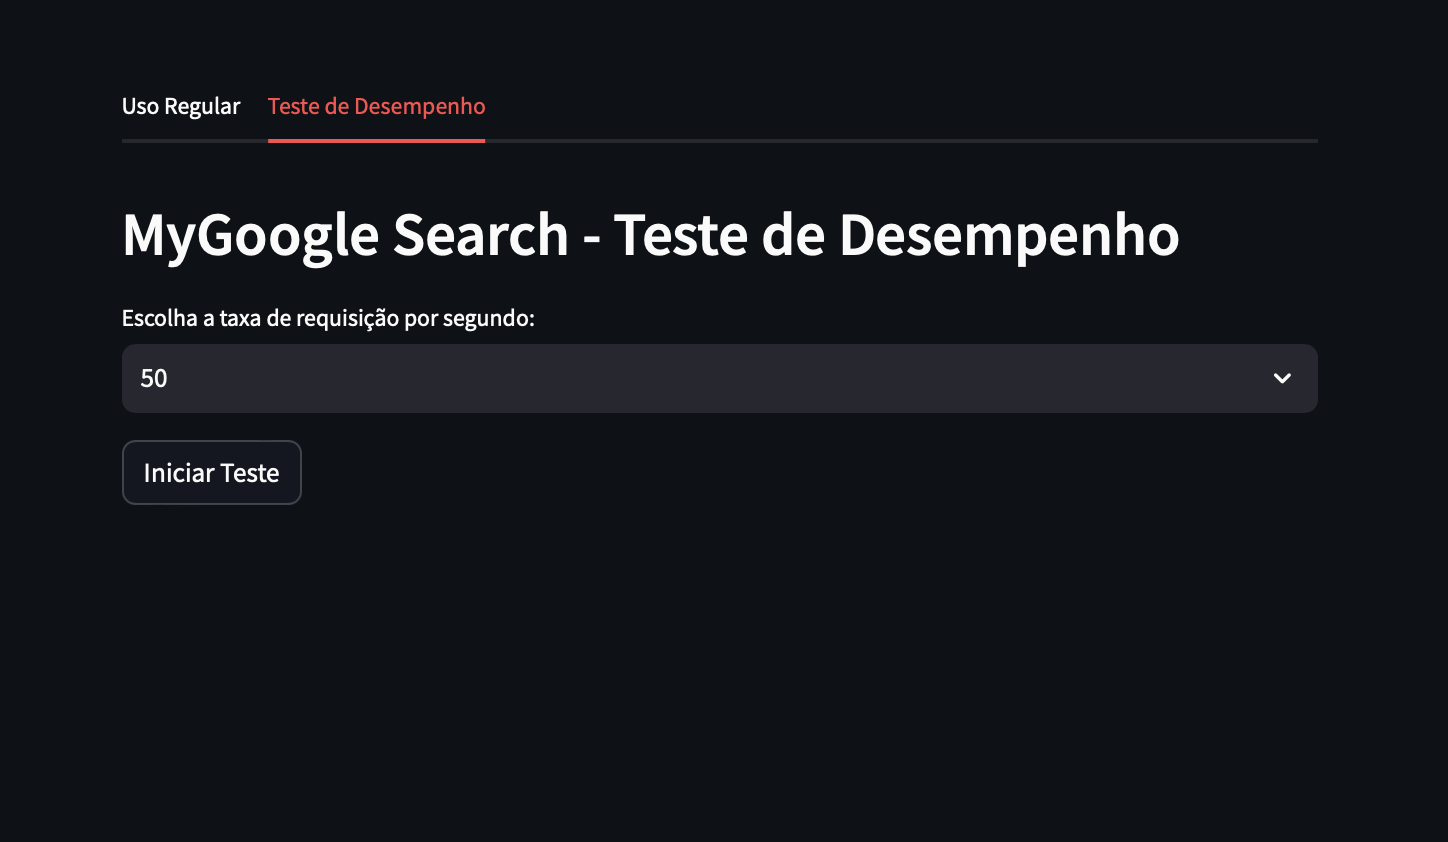 Uso Regular Teste de Desempenho
MyGoogle Search - Teste de Desempenho
Escolha a taxa de requisição por segundo:
50
Iniciar Teste